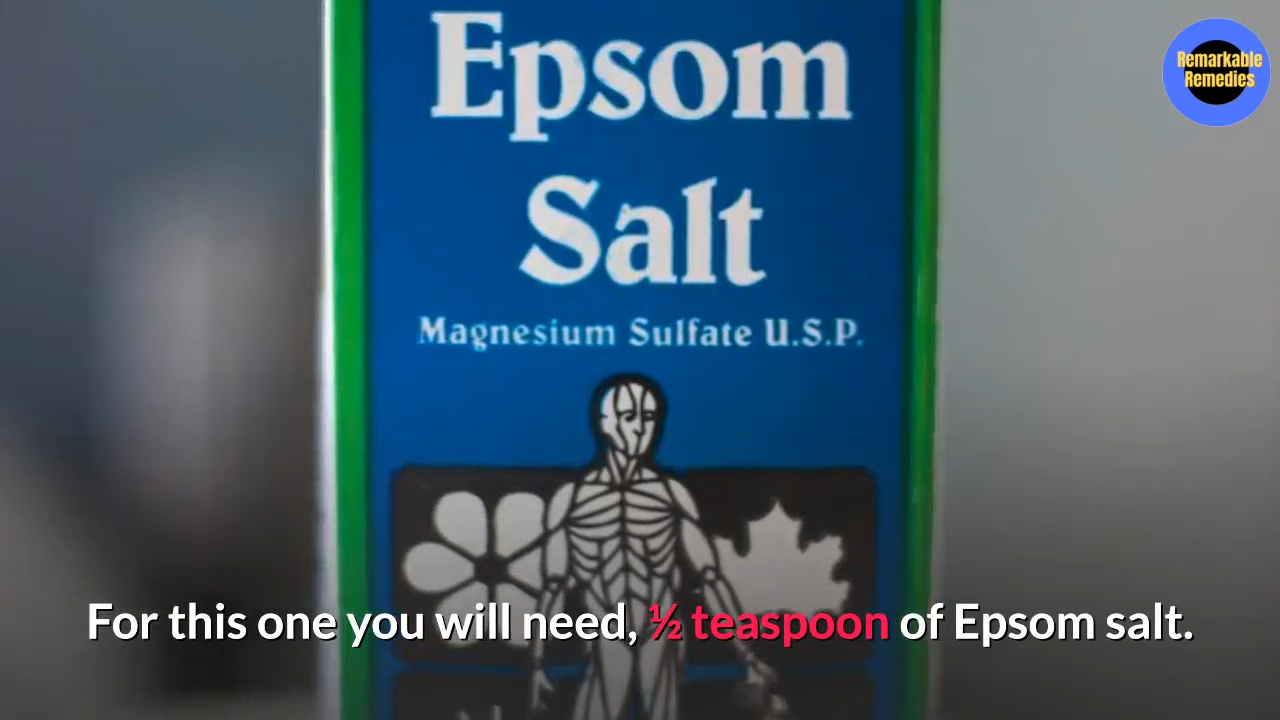 Epsom
Salt
Magnesium Sulfate U.S.P.
Remarkable
Remedies
For this one you will need, ½ teaspoon of Epsom salt.